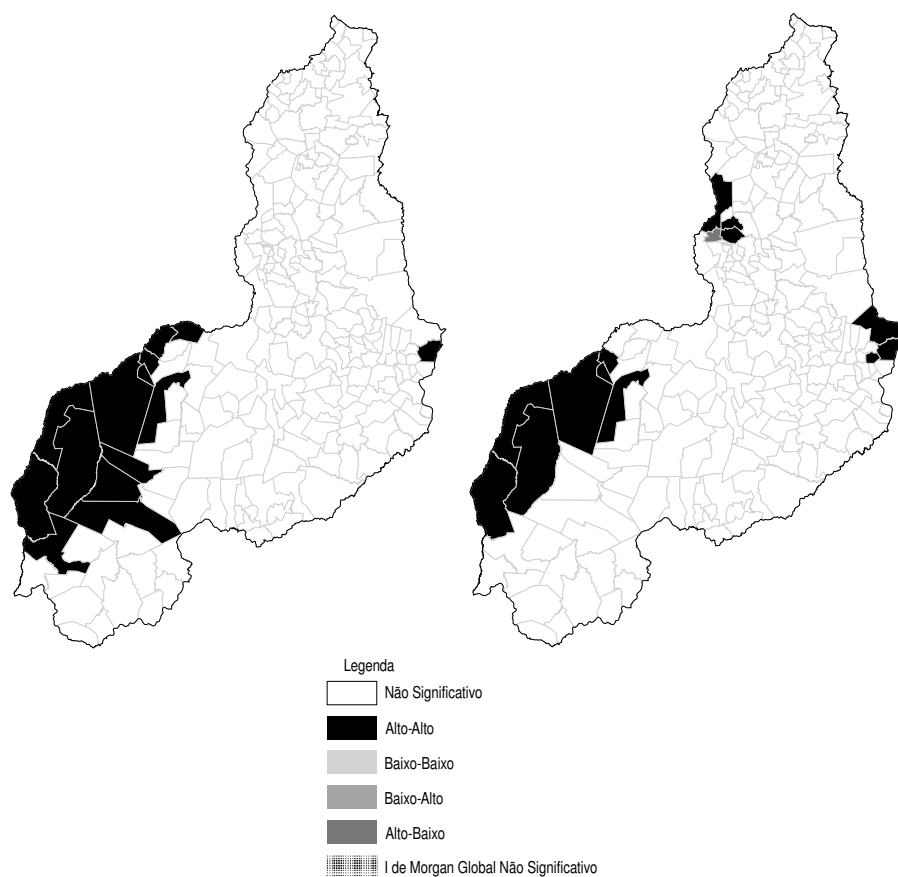 Legenda
Não Significativo
Alto-Alto
Baixo-Baixo
Baixo-Alto
Alto-Baixo
I de Morgan Global Não Significativo